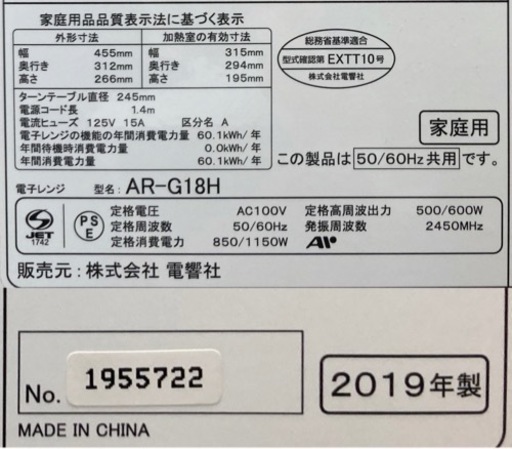 家庭用品品質表示法に基づく表示
外形寸法 加熱室の有効寸法
幅 455mm 幅 315mm
奥行き 312mm 奥行き 294mm
高さ 266mm 高さ 195mm
ターンテーブル直径 245mm
電源コード長 1.4m
電流ヒューズ 125V 15A 区分名 A
電子レンジの機能の年間消費電力量 60.1kWh/年
年間待機時消費電力量 0.0kWh/年
年間消費電力量 60.1kWh/年
総務省基準適合
型式確認第 EXTT10号
株式会社 電響社
家庭用
この製品は 50/60Hz共用 です。
電子レンジ 型名: AR-G18H
JET
1742
PS
E
定格電圧 AC100V 定格高周波出力 500/600W
定格周波数 50/60Hz 発振周波数 2450MHz
定格消費電力 850/1150W
販売元:株式会社 電響社
No. 1955722
2019年製
MADE IN CHINA